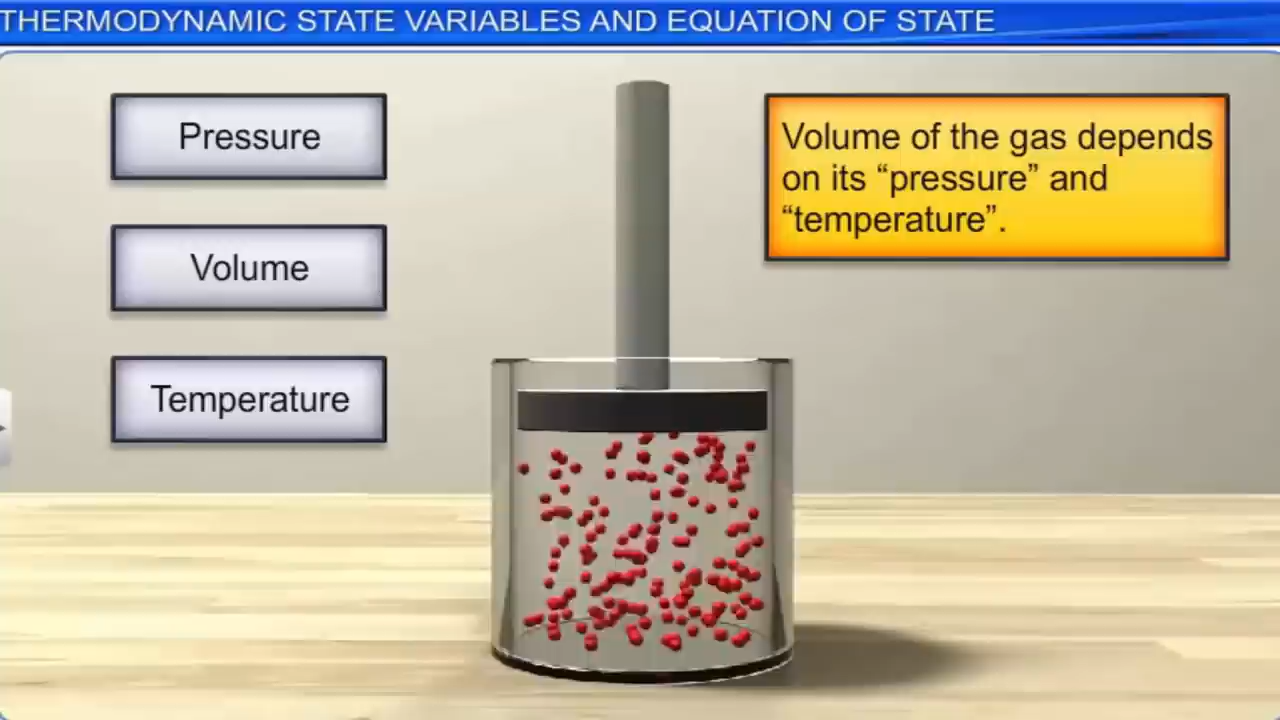 THERMODYNAMIC STATE VARIABLES AND EQUATION OF STATE
Pressure
Volume
Temperature
Volume of the gas depends
on its “pressure” and
“temperature”.